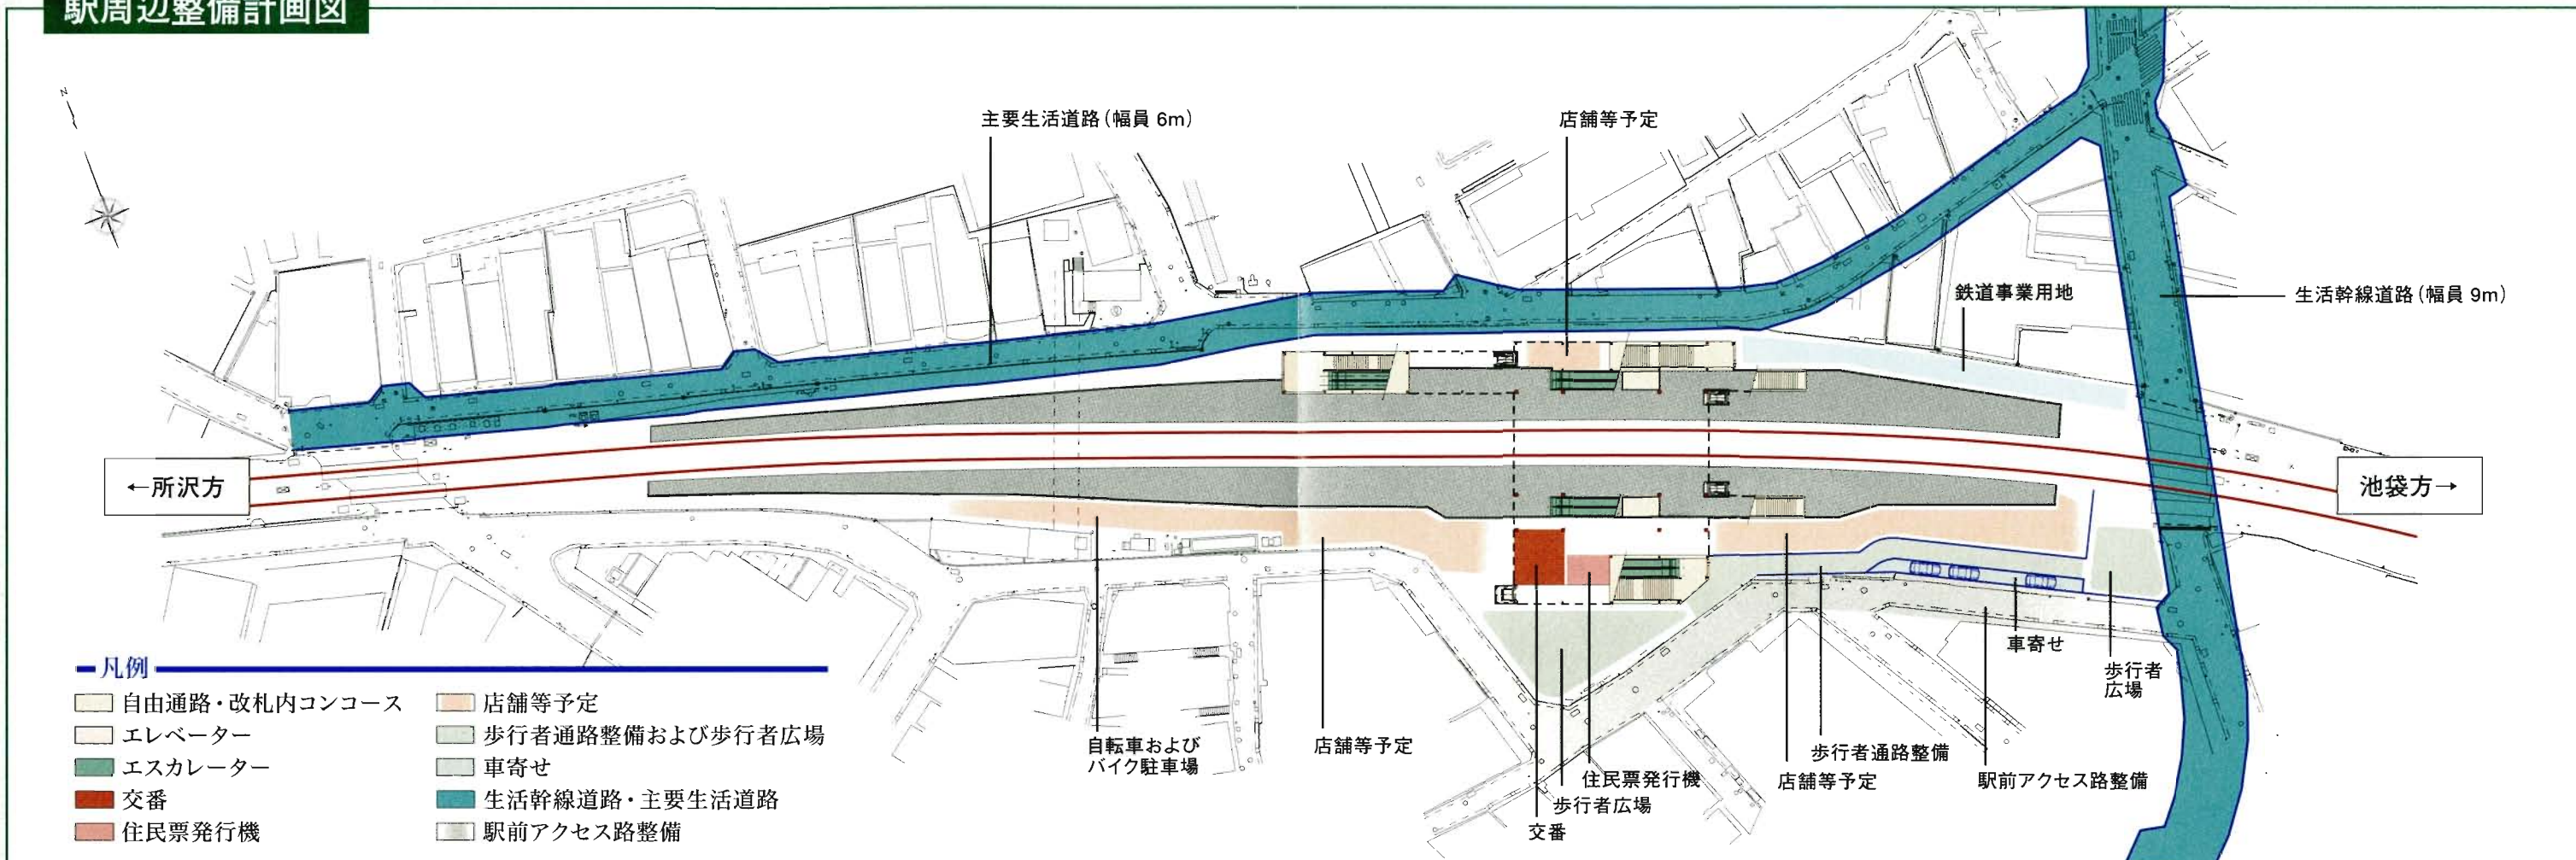 駅周辺整備計画図
N
主要生活道路(幅員 6m)
店舗等予定
鉄道事業用地
生活幹線道路(幅員 9m)
←所沢方
池袋方→
車寄せ
歩行者
広場
自転車および
バイク駐車場
店舗等予定
歩行者通路整備
住民票発行機
店舗等予定
駅前アクセス路整備
歩行者広場
交番
凡例
自由通路・改札内コンコース
エレベーター
エスカレーター
交番
住民票発行機
店舗等予定
歩行者通路整備および歩行者広場
車寄せ
生活幹線道路・主要生活道路
駅前アクセス路整備